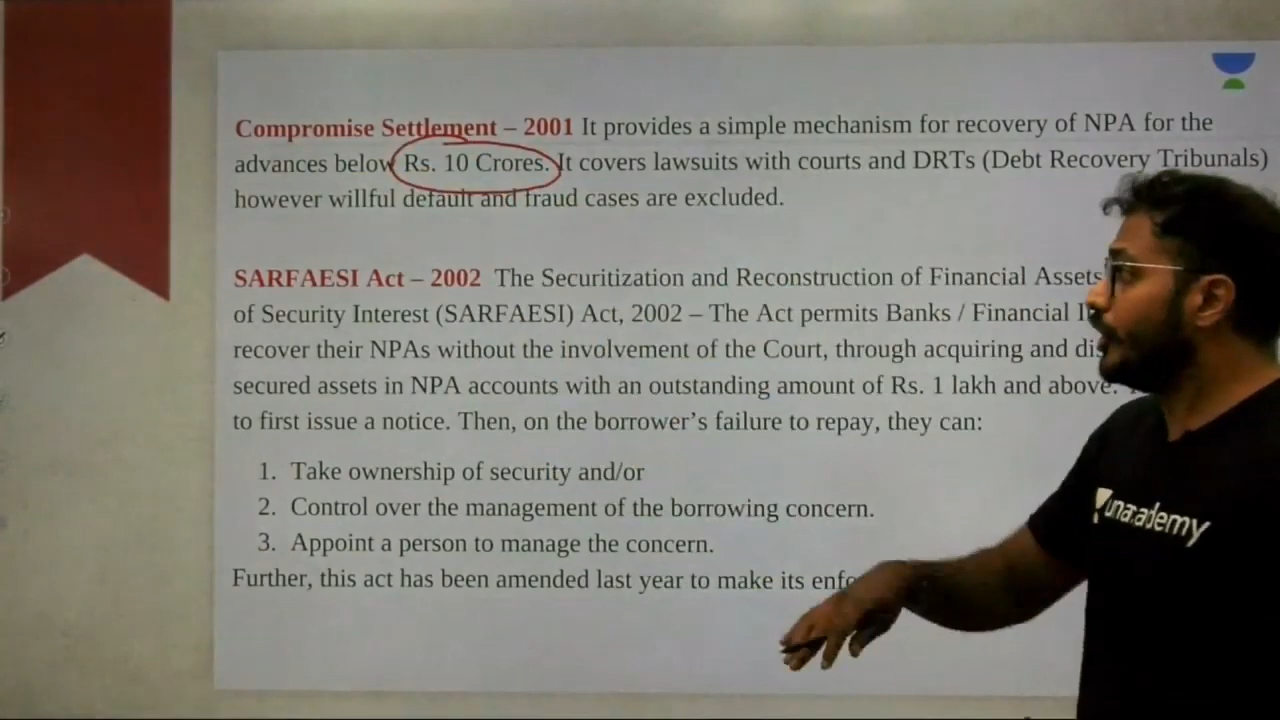 Compromise Settlement – 2001 It provides a simple mechanism for recovery of NPA for the
advances below Rs. 10 Crores. It covers lawsuits with courts and DRTs (Debt Recovery Tribunals)
however willful default and fraud cases are excluded.
SARFAESI Act – 2002 The Securitization and Reconstruction of Financial Assets
of Security Interest (SARFAESI) Act, 2002 – The Act permits Banks / Financial
recover their NPAs without the involvement of the Court, through acquiring and
secured assets in NPA accounts with an outstanding amount of Rs. 1 lakh and above.
to first issue a notice. Then, on the borrower's failure to repay, they can:
1. Take ownership of security and/or
2. Control over the management of the borrowing concern.
3. Appoint a person to manage the concern.
Further, this act has been amended last year to make its
unacademy